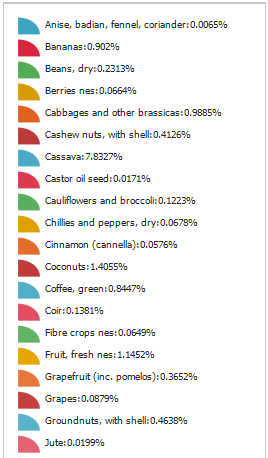 Anise, badian, fennel, coriander:0.0065%
Bananas:0.902%
Beans, dry:0.2313%
Berries nes:0.0664%
Cabbages and other brassicas:0.9885%
Cashew nuts, with shell:0.4126%
Cassava:7.8327%
Castor oil seed:0.0171%
Cauliflowers and broccoli:0.1223%
Chillies and peppers, dry:0.0678%
Cinnamon (cannella):0.0576%
Coconuts:1.4055%
Coffee, green:0.8447%
Coir:0.1381%
Fibre crops nes:0.0649%
Fruit, fresh nes:1.1452%
Grapefruit (inc. pomelos):0.3652%
Grapes:0.0879%
Groundnuts, with shell:0.4638%
Jute:0.0199%